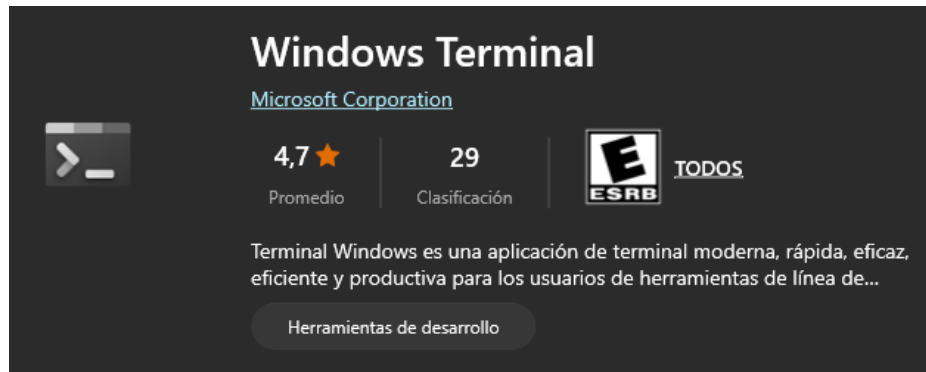 Windows Terminal
Microsoft Corporation
4,7
29
Promedio
Clasificación
E
ESRB
TODOS
Terminal Windows es una aplicación de terminal moderna, rápida, eficaz,
eficiente y productiva para los usuarios de herramientas de línea de...
Herramientas de desarrollo